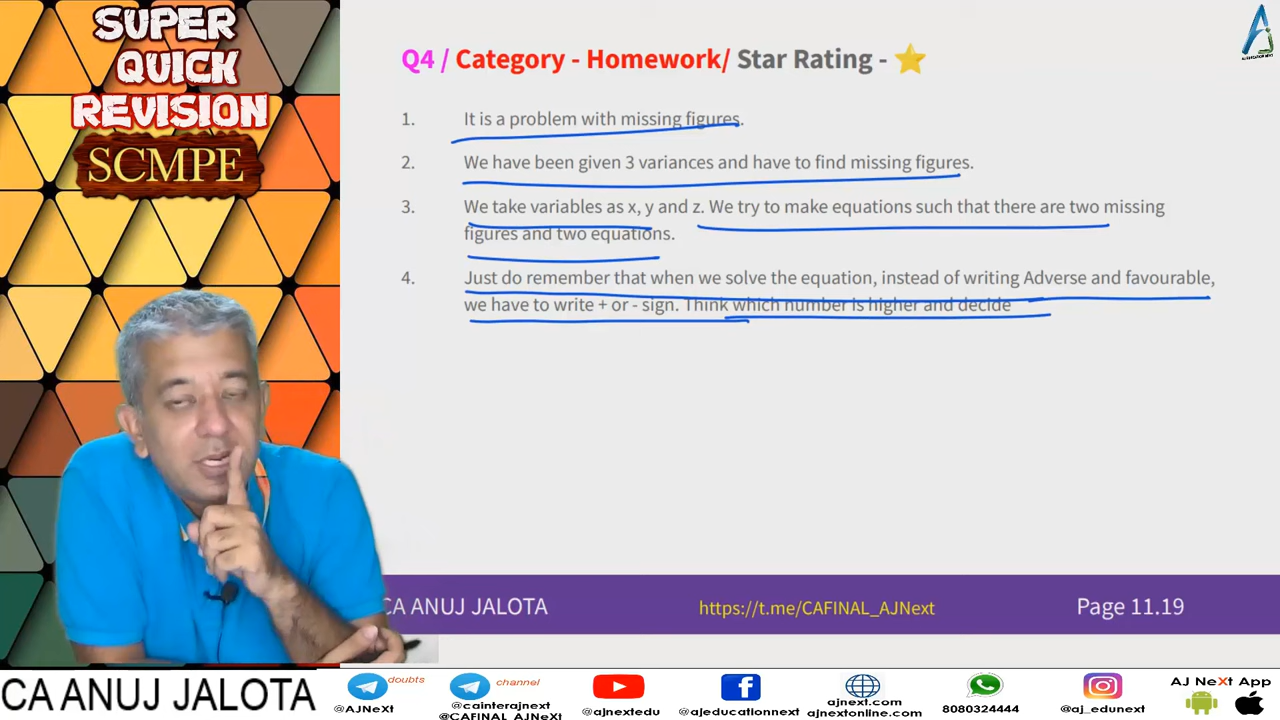 SUPER
QUICK
REVISION
SCMPE
Q4 / Category - Homework/ Star Rating -
1. It is a problem with missing figures.
2. We have been given 3 variances and have to find missing figures.
3. We take variables as x, y and z. We try to make equations such that there are two missing
figures and two equations.
4. Just do remember that when we solve the equation, instead of writing Adverse and favourable,
we have to write + or - sign. Think which number is higher and decide
CA ANUJ JALOTA
https://t.me/CAFINAL_AJNext
Page 11.19
CA ANUJ JALOTA
doubts
@AJNeXt
channel
@cainterajnext
@CAFINAL_AJNeXt
@ajnextedu
@ajeducationnext
ajnext.com
ajnextonline.com
8080324444
@aj_edunext
AJ NeXt App